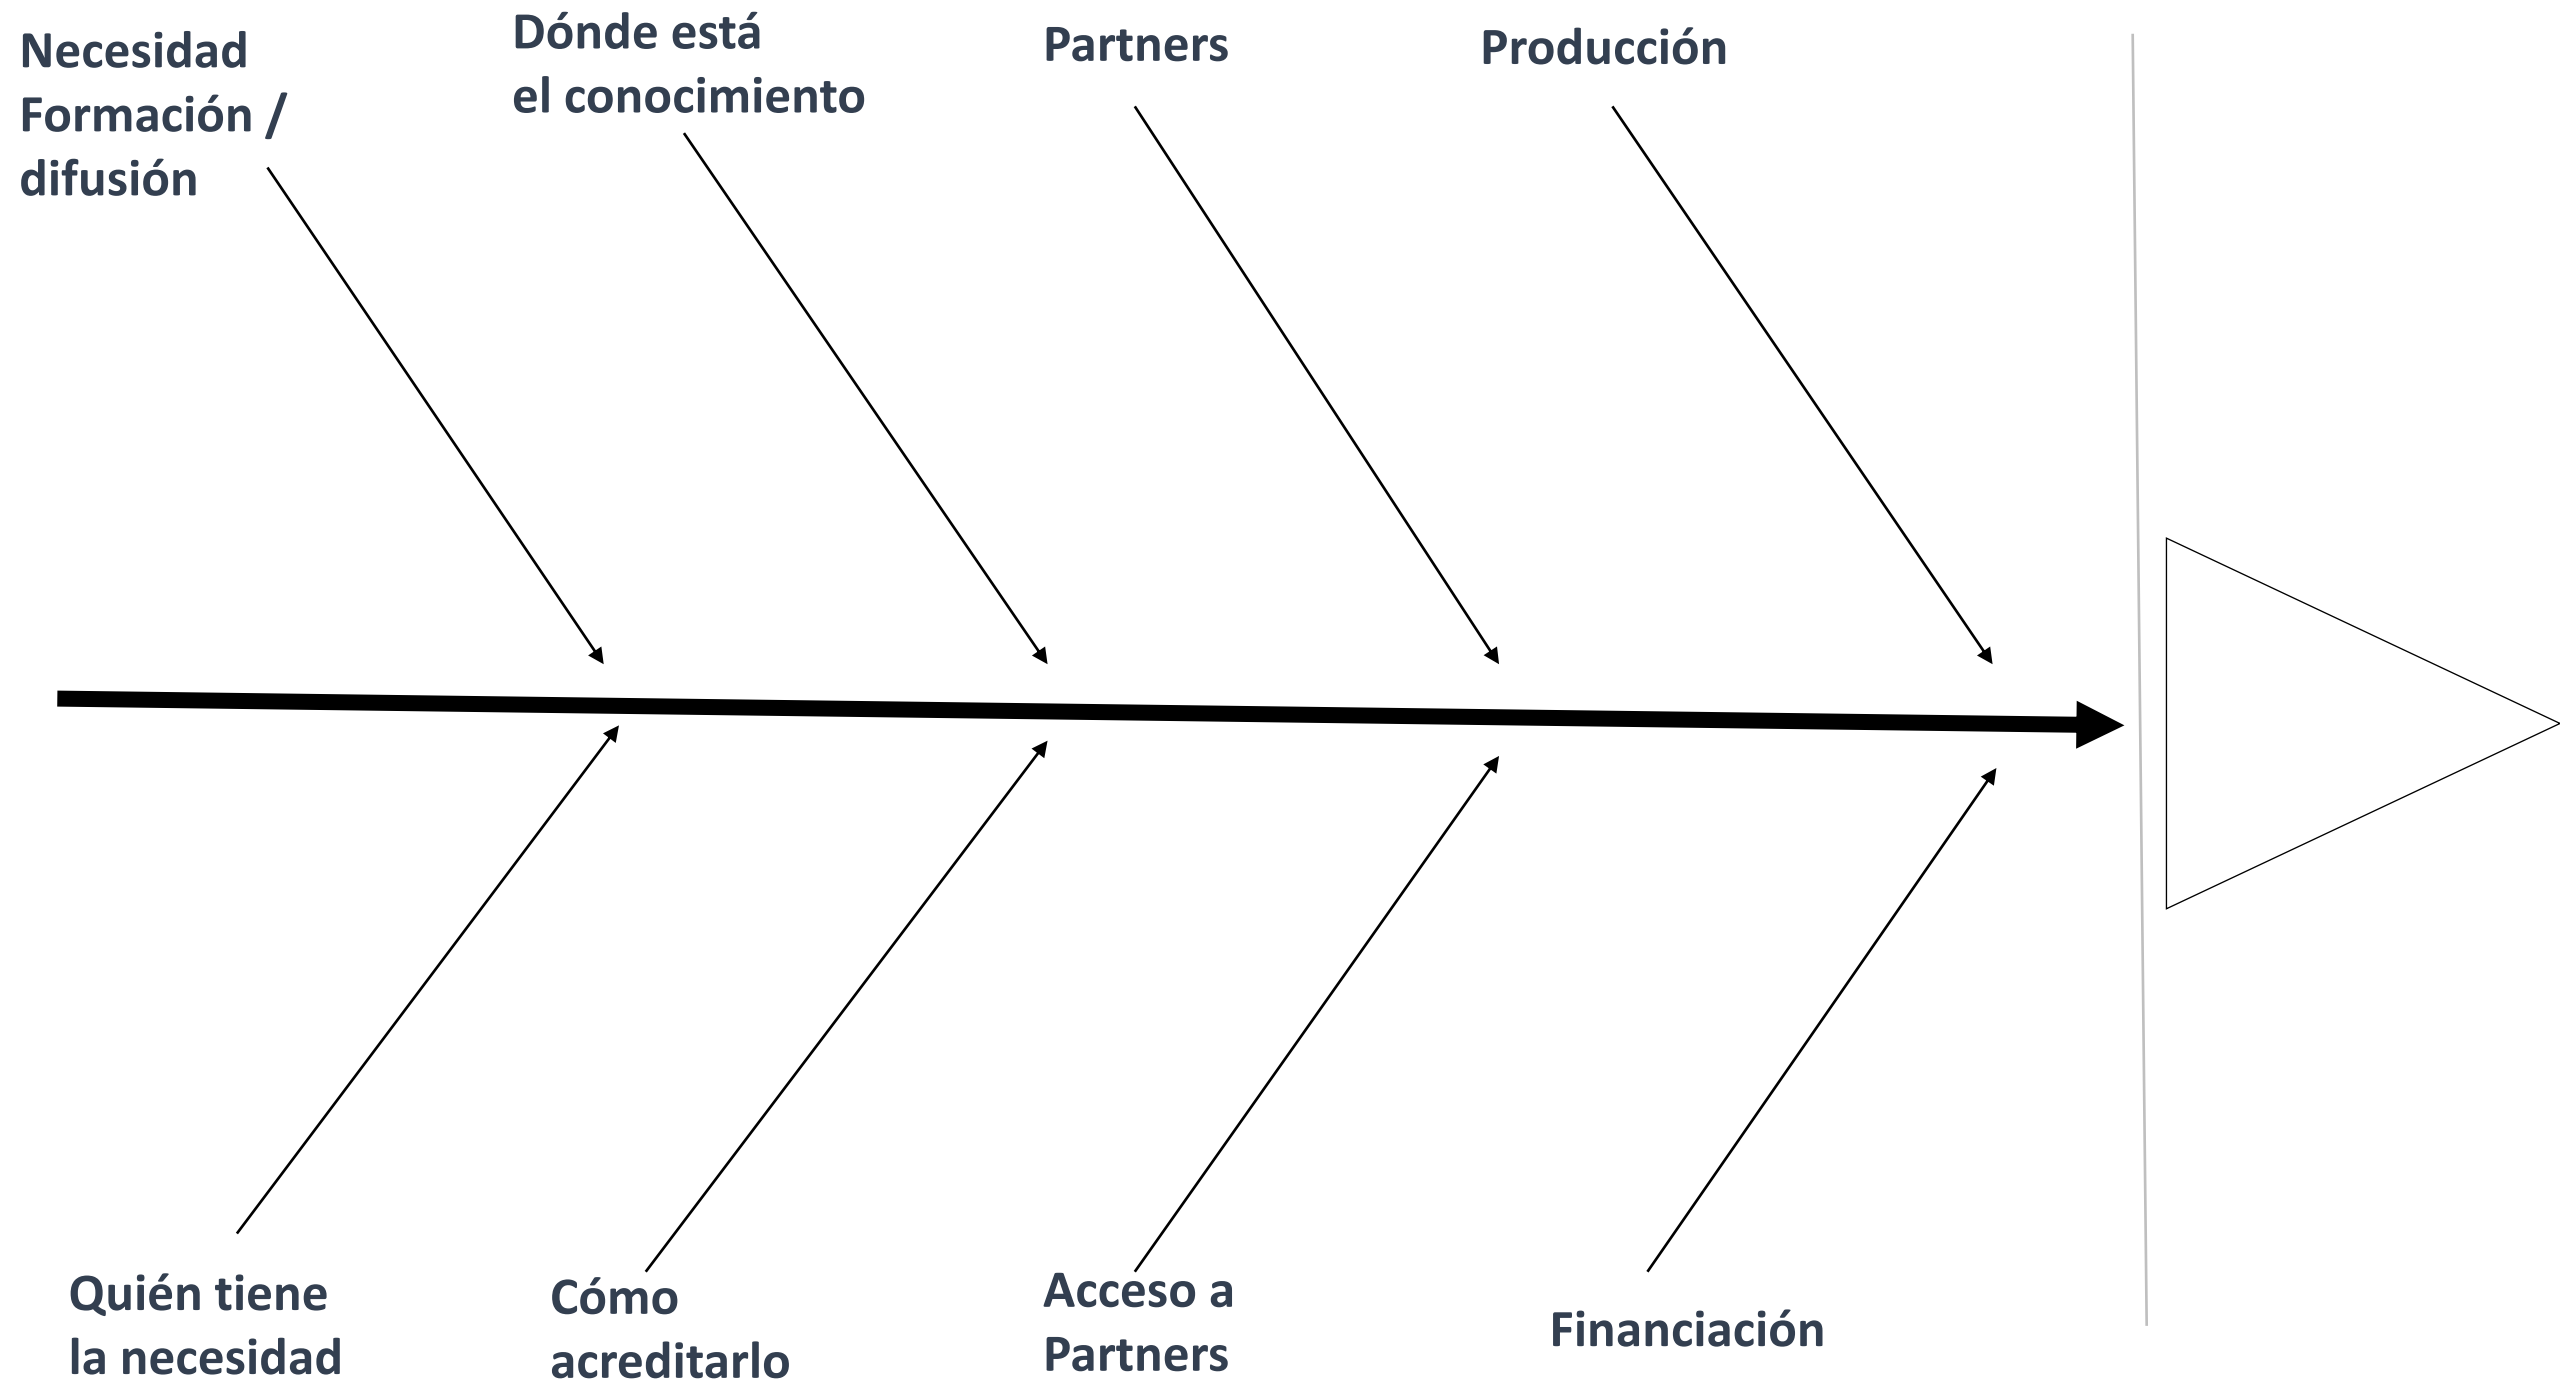 Necesidad
Formación /
difusión
Dónde está
el conocimiento
Partners
Producción
Quién tiene
la necesidad
Cómo
acreditarlo
Acceso a
Partners
Financiación